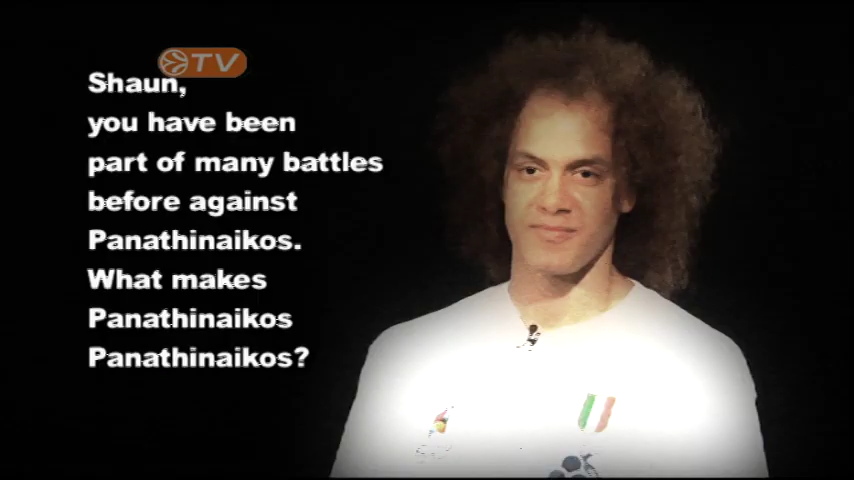 TV
Shaun,
you have been
part of many battles
before against
Panathinaikos.
What makes
Panathinaikos
Panathinaikos?